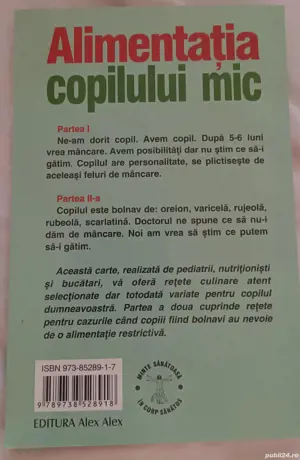 Alimentația
copilului mic
Partea I
Ne-am dorit copil. Avem copil. După 5-6 luni
vrea mâncare. Avem posibilități dar nu știm ce să-i
gătim. Copilul are personalitate, se plictisește de
aceleași feluri de mâncare.
Partea II-a
Copilul este bolnav de: oreion, varicelă, rujeolă,
rubeolă, scarlatină. Doctorul ne spune ce să nu-i
dăm de mâncare. Noi am vrea să știm ce putem
să-i gătim.
Această carte, realizată de pediatrii, nutriționiști
și bucătari, vă oferă rețete culinare atent
selecționate dar totodată variate pentru copilul
dumneavoastră. Partea a doua cuprinde rețete
pentru cazurile când copiii fiind bolnavi au nevoie
de o alimentație restrictivă.
ISBN 973-85289-1-7
9789738528918
EDITURA Alex Alex
MINTE SĂNĂTOASĂ
ÎN CORP SĂNĂTOS
publi24.ro